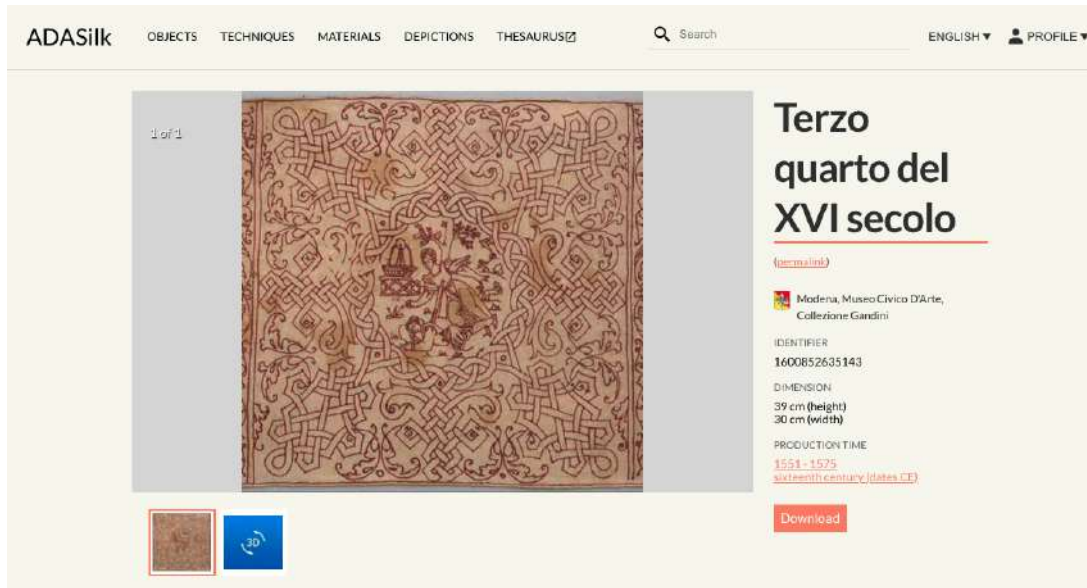 ADASilk OBJECTS TECHNIQUES MATERIALS DEPICTIONS THESAURUS Search ENGLISH PROFILE
1 of 1
Terzo
quarto del
XVI secolo
(permalink)
Modena, Museo Civico D'Arte,
Collezione Gandini
IDENTIFIER
1600852635143
DIMENSION
39 cm (height)
30 cm (width)
PRODUCTION TIME
1551 - 1575
sixteenth century (dates CE)
Download
3D